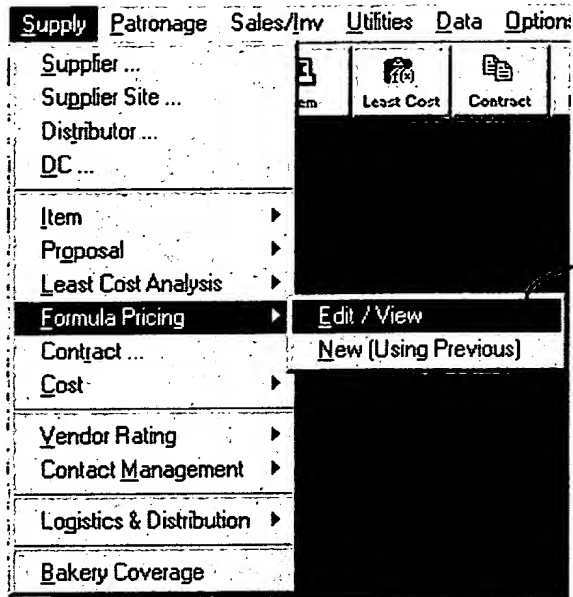 Supply Patronage Sales/Inv Utilities Data Options
Supplier ...
Supplier Site ...
Distributor ...
DC ...
Least Cost Contract
Item
Proposal
Least Cost Analysis
Formula Pricing
Edit / View
New (Using Previous)
Contract ...
Cost
Vendor Rating
Contact Management
Logistics & Distribution
Bakery Coverage